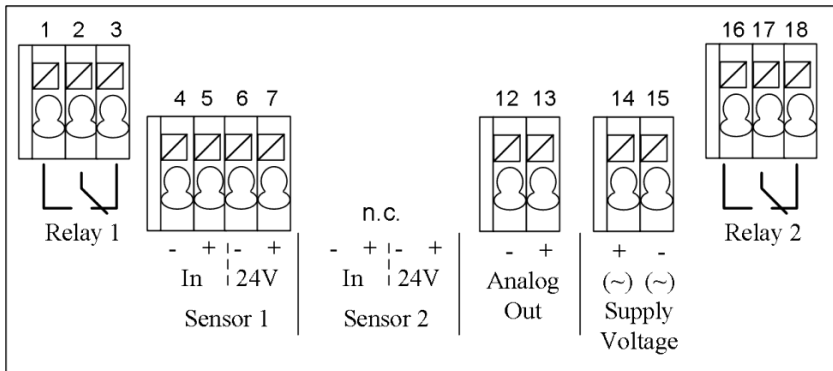 1 2 3
16 17 18
4 5 6 7
12 13
14 15
n.c.
Relay 1
Relay 2
- + - +
- + - +
- +
+ -
In 24V
In 24V
Analog
Out
(~) (~)
Supply
Voltage
Sensor 1
Sensor 2